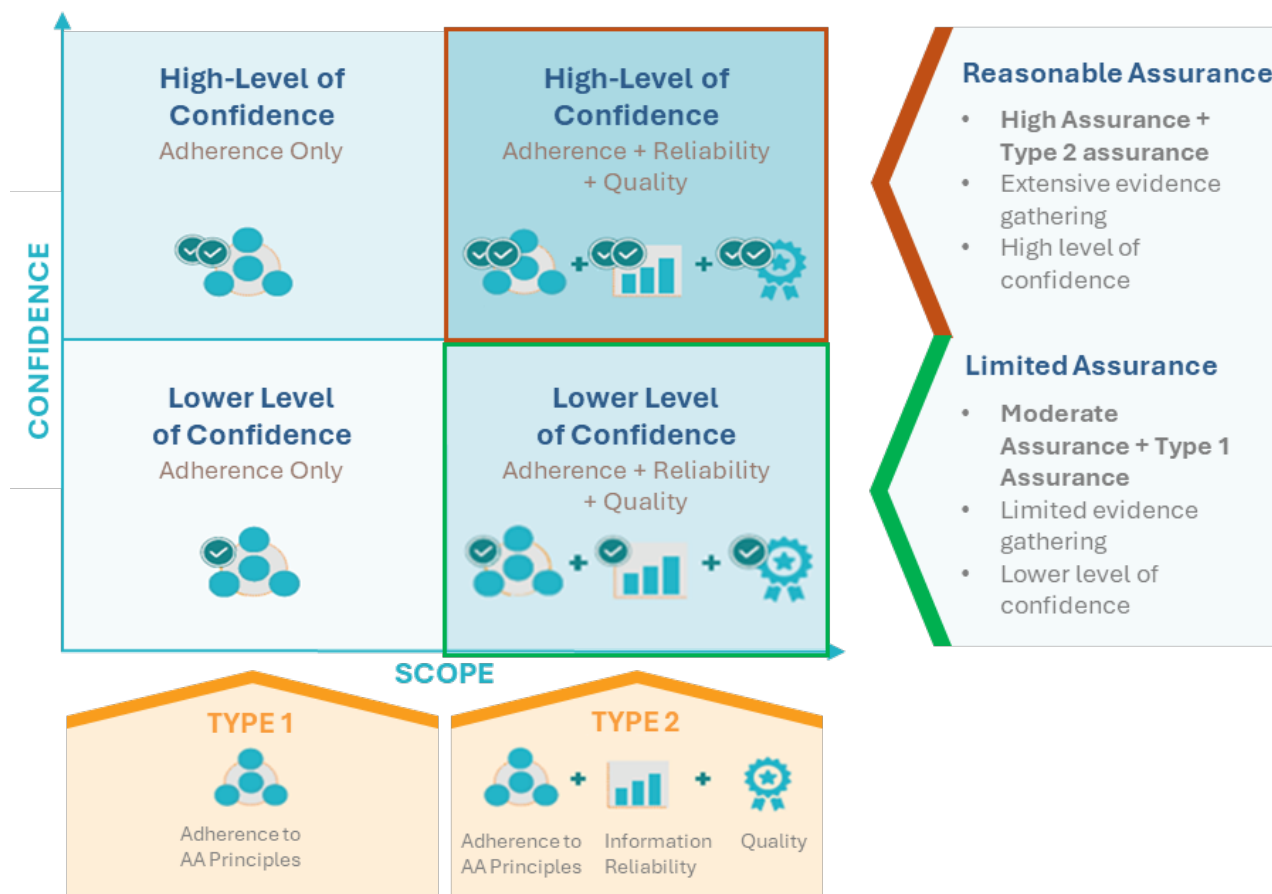 High-Level of
Confidence
Adherence Only
High-Level of
Confidence
Adherence + Reliability
+ Quality
CONFIDENCE
Lower Level
of Confidence
Adherence Only
Lower Level
of Confidence
Adherence + Reliability
+ Quality
SCOPE
TYPE 1
Adherence to
AA Principles
TYPE 2
+
+
Adherence to
AA Principles
Information
Reliability
Quality
Reasonable Assurance
• High Assurance +
Type 2 assurance
• Extensive evidence
gathering
• High level of
confidence
Limited Assurance
• Moderate
Assurance + Type 1
Assurance
• Limited evidence
gathering
• Lower level of
confidence